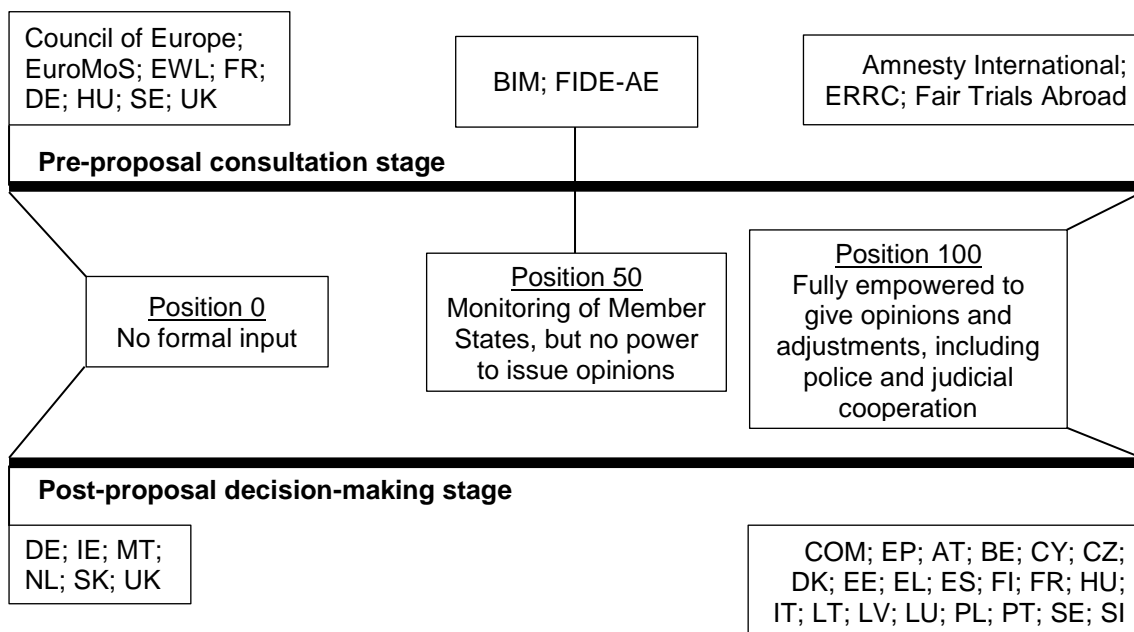 Council of Europe;
EuroMoS; EWL; FR;
DE; HU; SE; UK
BIM; FIDE-AE
Amnesty International;
ERRC; Fair Trials Abroad
Pre-proposal consultation stage
Position 0
No formal input
Position 50
Monitoring of Member
States, but no power
to issue opinions
Position 100
Fully empowered to
give opinions and
adjustments, including
police and judicial
cooperation
Post-proposal decision-making stage
DE; IE; MT;
NL; SK; UK
COM; EP; AT; BE; CY; CZ;
DK; EE; EL; ES; FI; FR; HU;
IT; LT; LV; LU; PL; PT; SE; SI